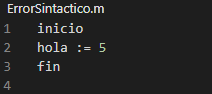 ErrorSintactico.m
1 inicio
2 hola := 5
3 fin
4